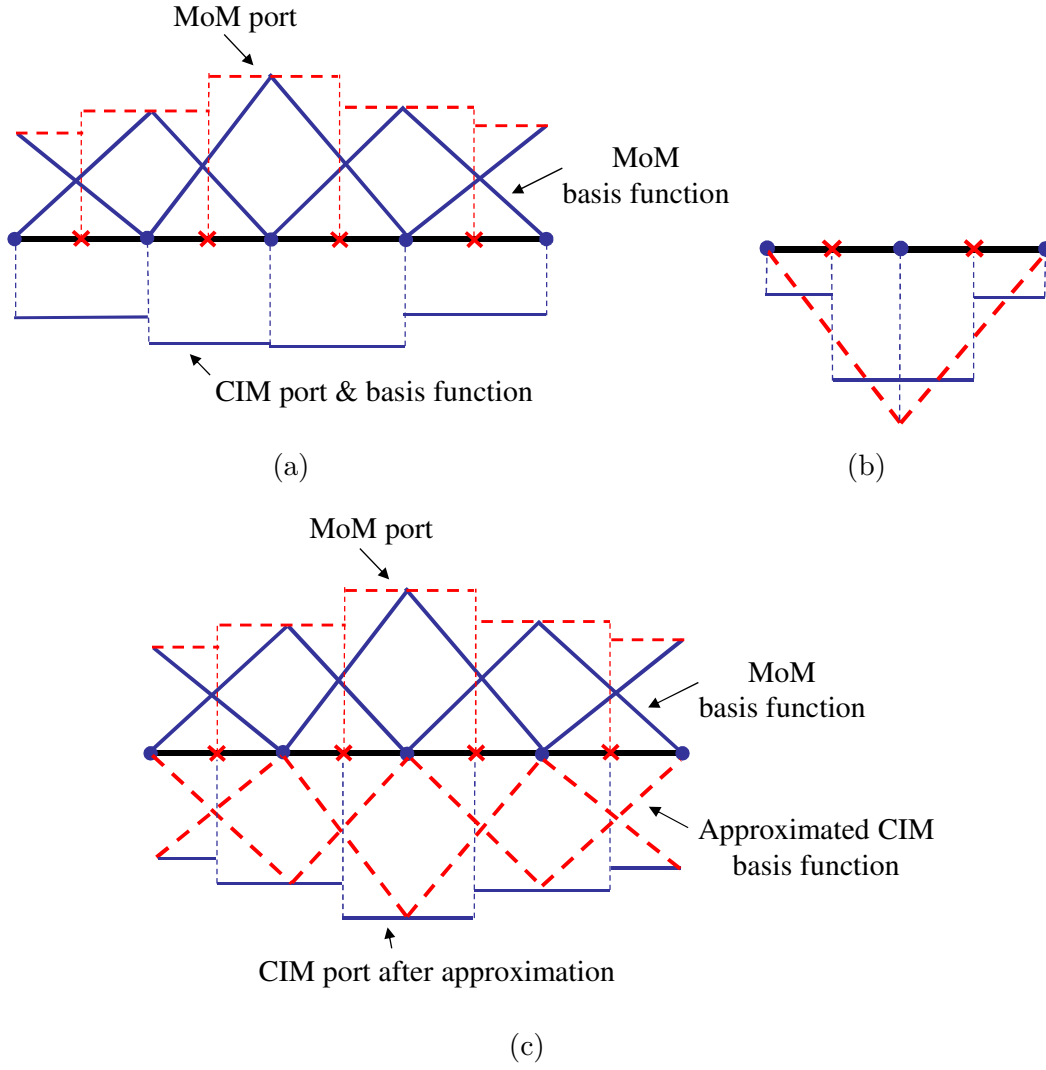 MoM port
MoM
basis function
CIM port & basis function
(a)
(b)
MoM port
MoM
basis function
Approximated CIM
basis function
CIM port after approximation
(c)